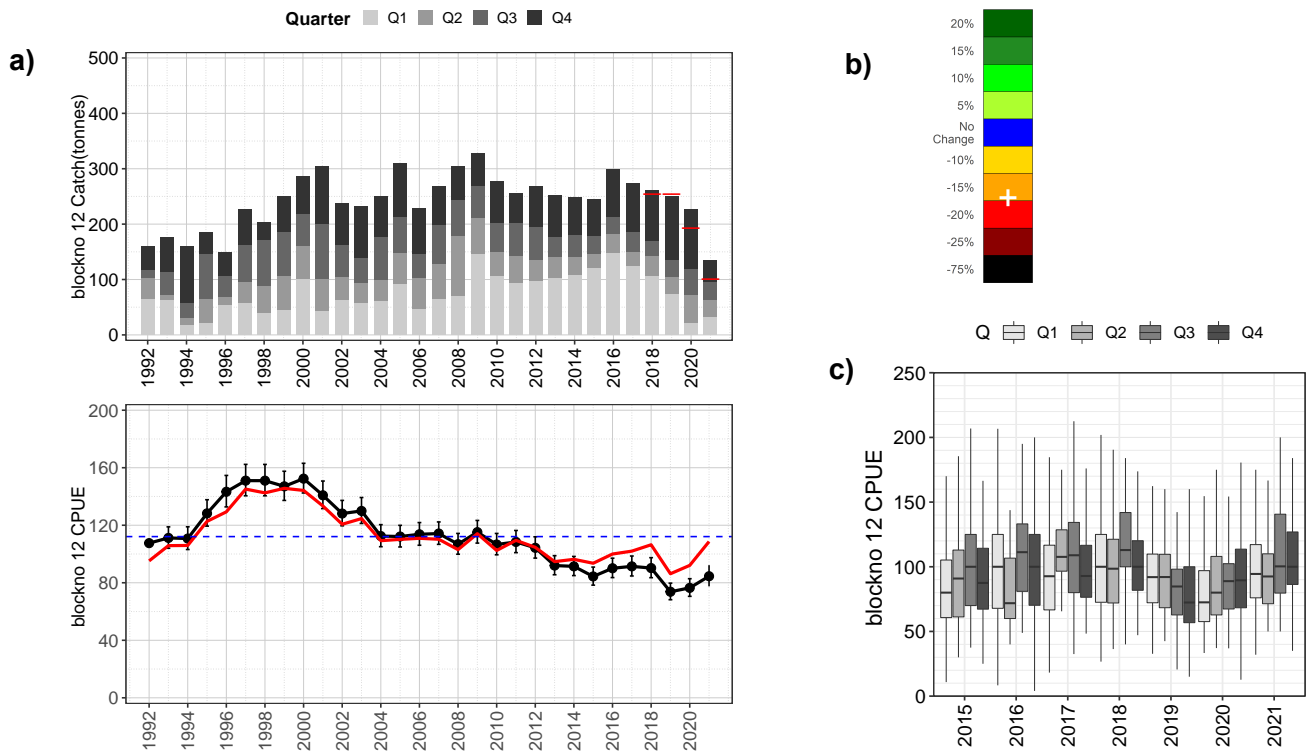 Quarter Q1 Q2 Q3 Q4
a)
blockno 12 Catch(tonnes)
500
400
300
200
100
0
1992 1994 1996 1998 2000 2002 2004 2006 2008 2010 2012 2014 2016 2018 2020
blockno 12 CPUE
200
160
120
80
40
0
1992 1994 1996 1998 2000 2002 2004 2006 2008 2010 2012 2014 2016 2018 2020
b)
20%
15%
10%
5%
No
Change
-10%
-15%
-20%
-25%
-75%
Q Q1 Q2 Q3 Q4
c)
blockno 12 CPUE
250
200
150
100
50
0
2015 2016 2017 2018 2019 2020 2021